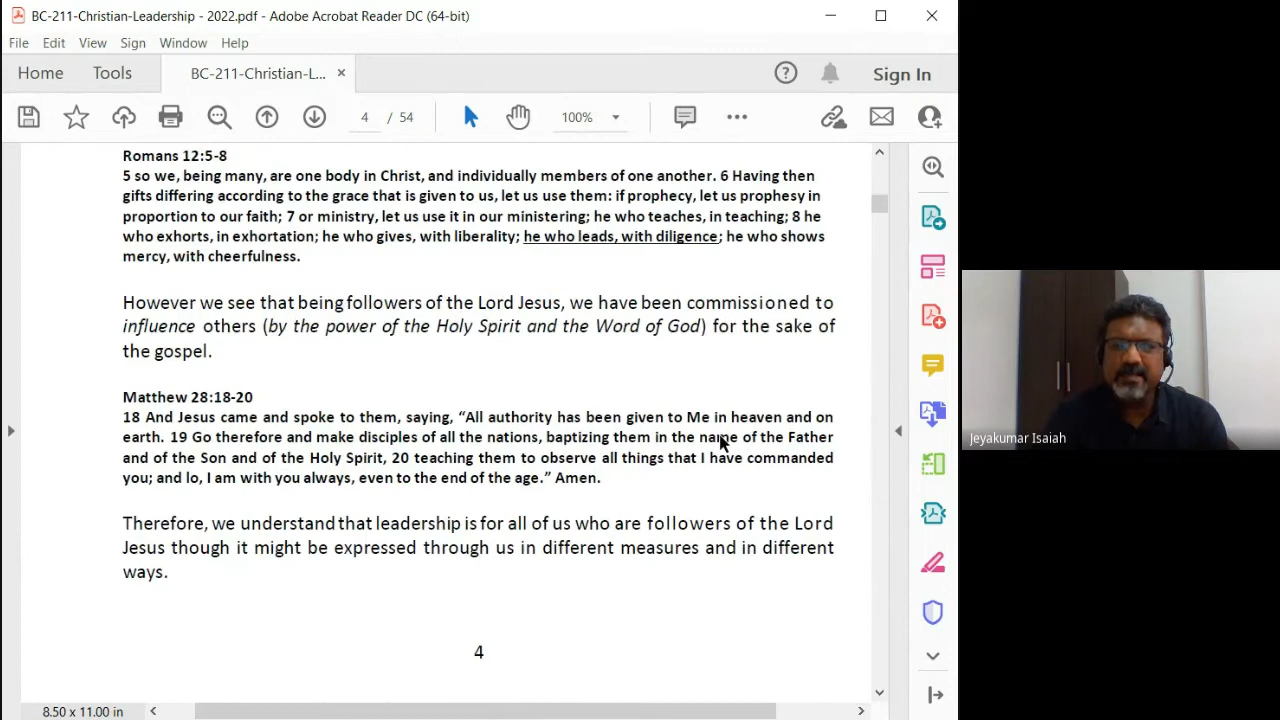 BC-211-Christian-Leadership - 2022.pdf - Adobe Acrobat Reader DC (64-bit)
File Edit View Sign Window Help
Home Tools BC-211-Christian-L... Sign In
4 / 54 100%
Romans 12:5-8
5 so we, being many, are one body in Christ, and individually members of one another. 6 Having then
gifts differing according to the grace that is given to us, let us use them: if prophecy, let us prophesy in
proportion to our faith; 7 or ministry, let us use it in our ministering; he who teaches, in teaching; 8 he
who exhorts, in exhortation; he who gives, with liberality; he who leads, with diligence; he who shows
mercy, with cheerfulness.
However we see that being followers of the Lord Jesus, we have been commissioned to
influence others (by the power of the Holy Spirit and the Word of God) for the sake of
the gospel.
Matthew 28:18-20
18 And Jesus came and spoke to them, saying, “All authority has been given to Me in heaven and on
earth. 19 Go therefore and make disciples of all the nations, baptizing them in the name of the Father
and of the Son and of the Holy Spirit, 20 teaching them to observe all things that I have commanded
you; and lo, I am with you always, even to the end of the age.” Amen.
Therefore, we understand that leadership is for all of us who are followers of the Lord
Jesus though it might be expressed through us in different measures and in different
ways.
4
8.50 x 11.00 in
Jeyakumar Isaiah